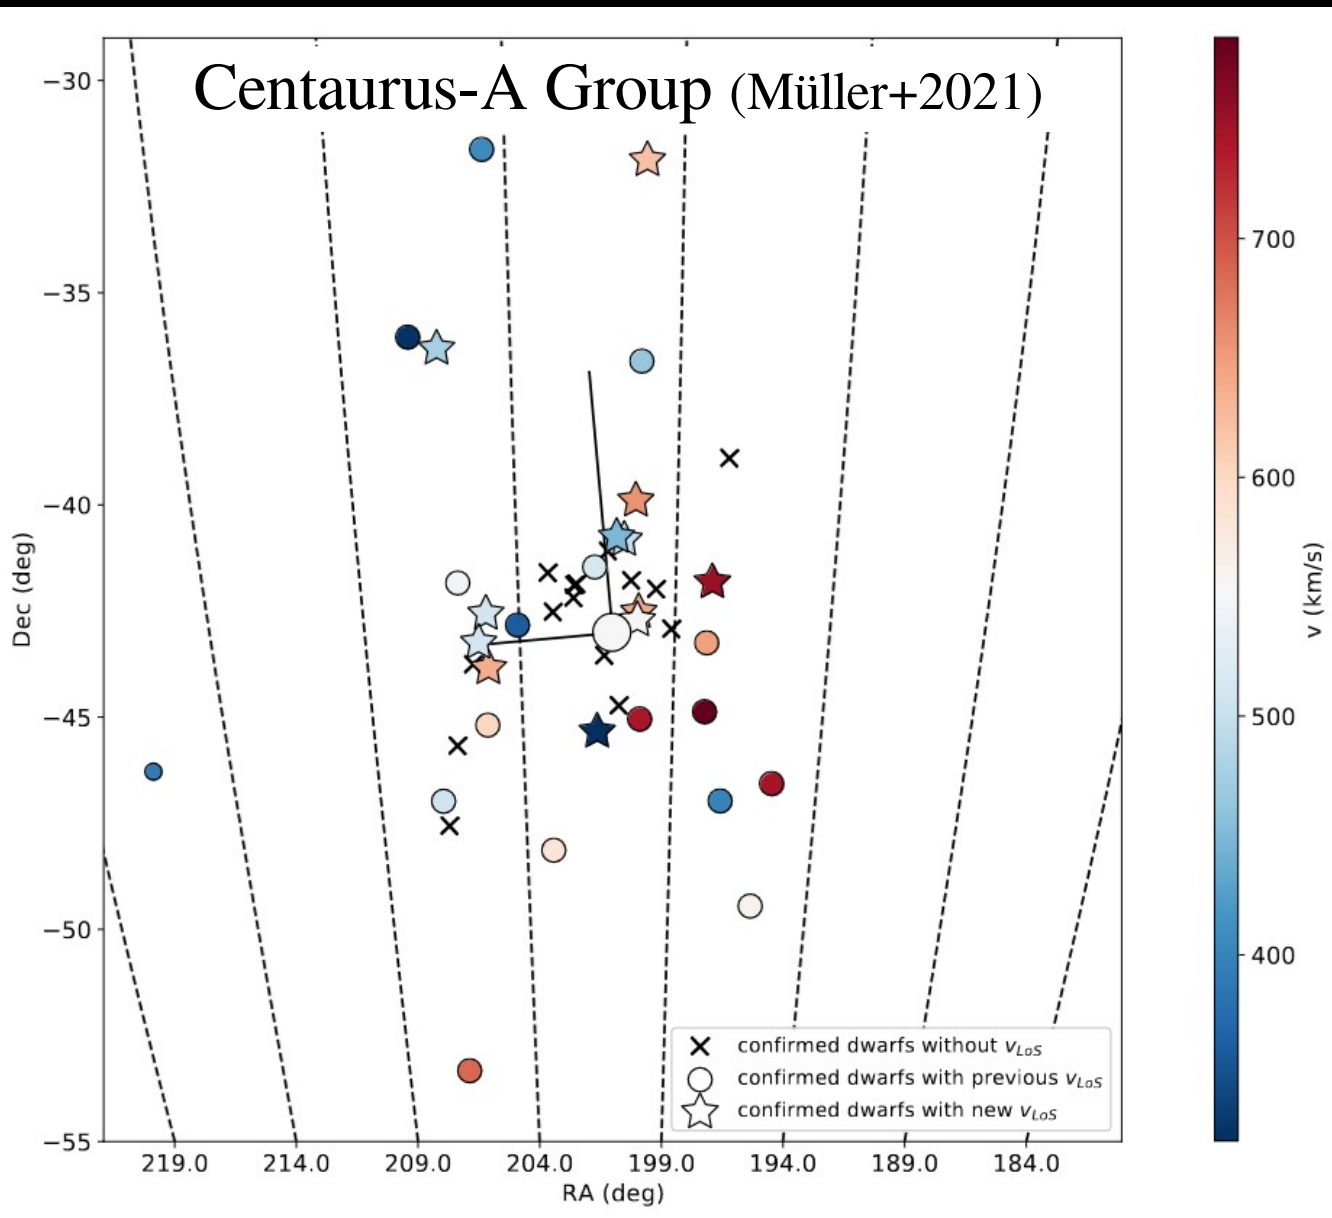 Centaurus-A Group (Müller+2021)
−30
−35
−40
−45
−50
−55
Dec (deg)
219.0 214.0 209.0 204.0 199.0 194.0 189.0 184.0
RA (deg)
confirmed dwarfs without v_LoS
confirmed dwarfs with previous v_LoS
confirmed dwarfs with new v_LoS
700
600
500
400
v (km/s)